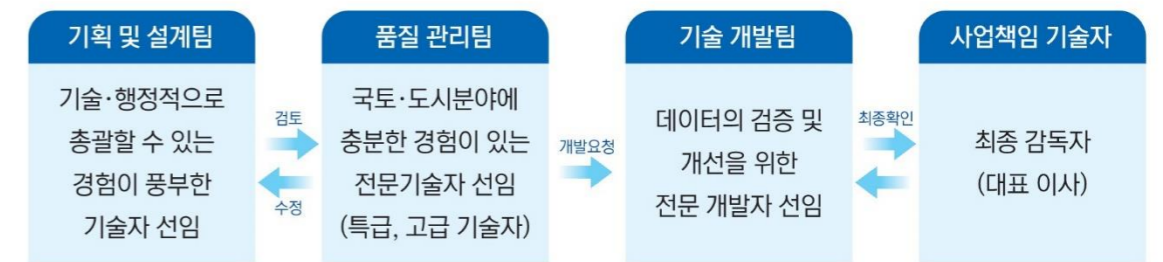 기획 및 설계팀
기술·행정적으로
총괄할 수 있는
경험이 풍부한
기술자 선임
검토
수정
품질 관리팀
국토·도시분야에
충분한 경험이 있는
전문기술자 선임
(특급, 고급 기술자)
개발요청
기술 개발팀
데이터의 검증 및
개선을 위한
전문 개발자 선임
최종확인
사업책임 기술자
최종 감독자
(대표 이사)